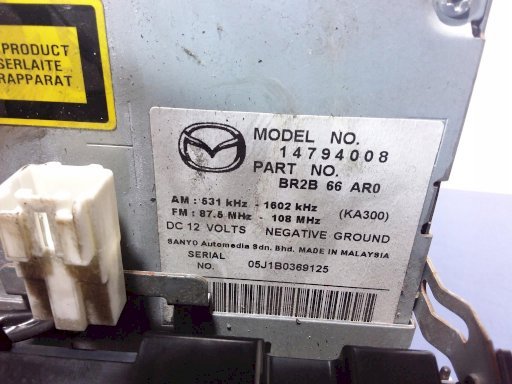 PRODUCT
SERLAITE
RAPPARAT
MODEL NO.
14794008
PART NO.
BR2B 66 AR0
AM : 531 kHz - 1602 kHz
(KA300)
FM : 87.5 MHz - 108 MHz
DC 12 VOLTS NEGATIVE GROUND
SANYO Automedia Sdn. Bhd. MADE IN MALAYSIA
SERIAL
NO.
05J1B0369125